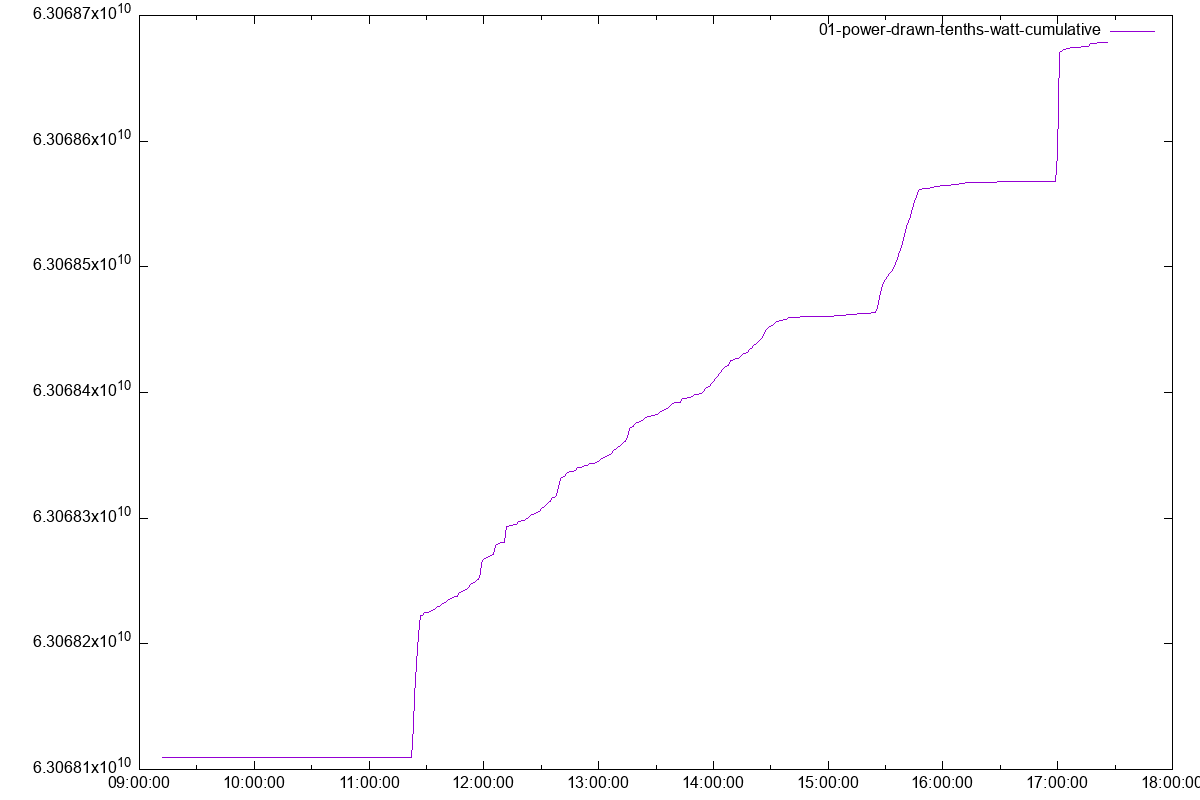 6.30687x10^10
01-power-drawn-tenths-watt-cumulative
6.30686x10^10
6.30685x10^10
6.30684x10^10
6.30683x10^10
6.30682x10^10
6.30681x10^10
09:00:00 10:00:00 11:00:00 12:00:00 13:00:00 14:00:00 15:00:00 16:00:00 17:00:00 18:00:00